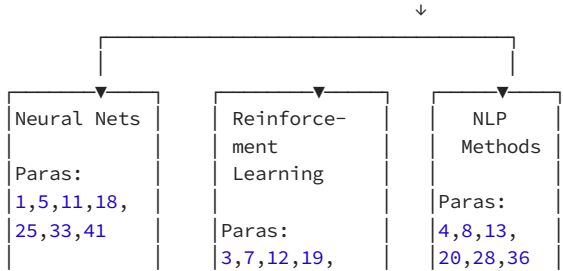 Neural Nets
Paras:
1,5,11,18,
25,33,41
Reinforce-
ment
Learning
Paras:
3,7,12,19,
NLP
Methods
Paras:
4,8,13,
20,28,36